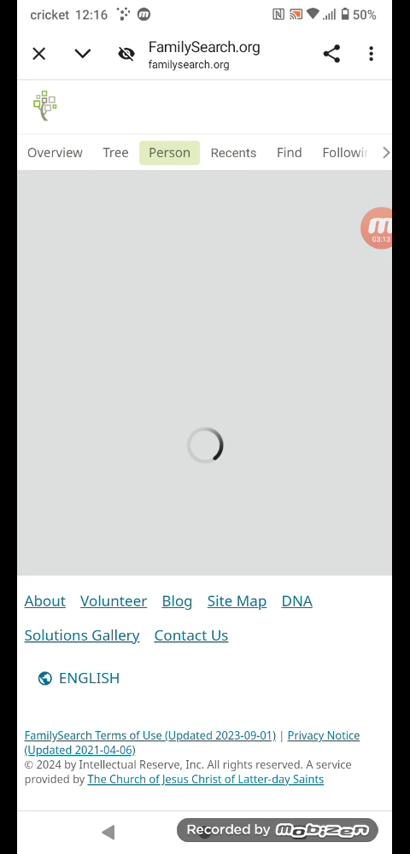 cricket 12:16
50%
FamilySearch.org
familysearch.org
Overview Tree Person Recents Find Followin
03:13
About Volunteer Blog Site Map DNA
Solutions Gallery Contact Us
ENGLISH
FamilySearch Terms of Use (Updated 2023-09-01) | Privacy Notice
(Updated 2021-04-06)
© 2024 by Intellectual Reserve, Inc. All rights reserved. A service
provided by The Church of Jesus Christ of Latter-day Saints
Recorded by mobizen